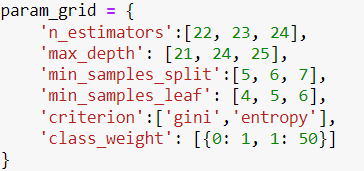 param_grid = {
    'n_estimators':[22, 23, 24],
    'max_depth': [21, 24, 25],
    'min_samples_split':[5, 6, 7],
    'min_samples_leaf': [4, 5, 6],
    'criterion':['gini','entropy'],
    'class_weight': [{0: 1, 1: 50}]
}